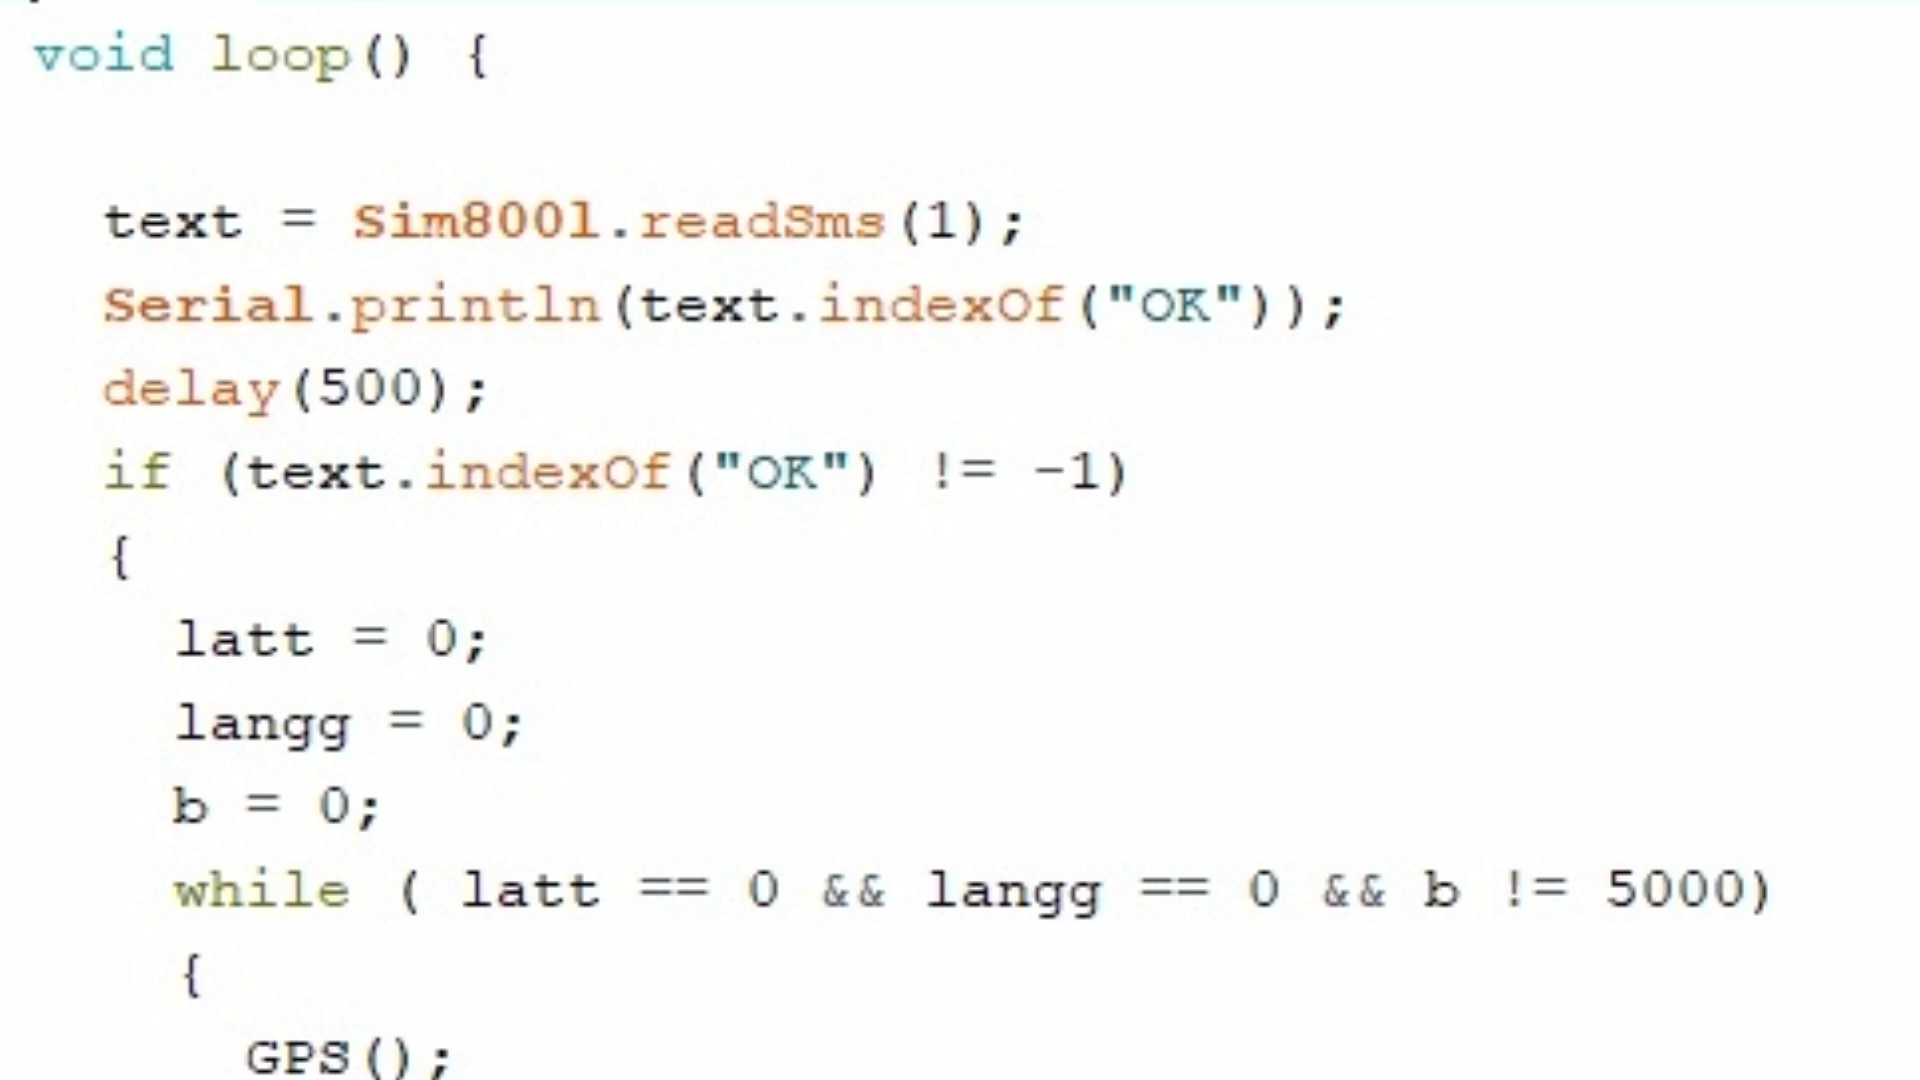 void loop() {
text = Sim800l.readSms(1);
Serial.println(text.indexOf("OK"));
delay(500);
if (text.indexOf("OK") != -1)
{
latt = 0;
langg = 0;
b = 0;
while ( latt == 0 && langg == 0 && b != 5000)
{
GPS();